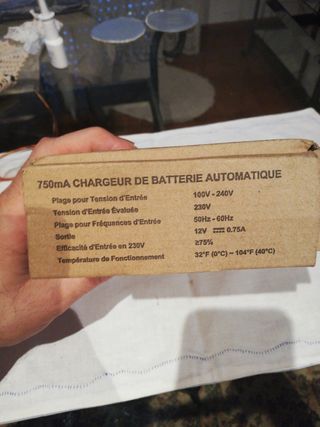 750mA CHARGEUR DE BATTERIE AUTOMATIQUE
Plage pour Tension d'Entrée 100V - 240V
Tension d'Entrée Évaluée 230V
Plage pour Fréquences d'Entrée 50Hz - 60Hz
Sortie 12V ⎓ 0.75A
Efficacité d'Entrée en 230V ≥75%
Température de Fonctionnement 32°F (0°C) ~ 104°F (40°C)